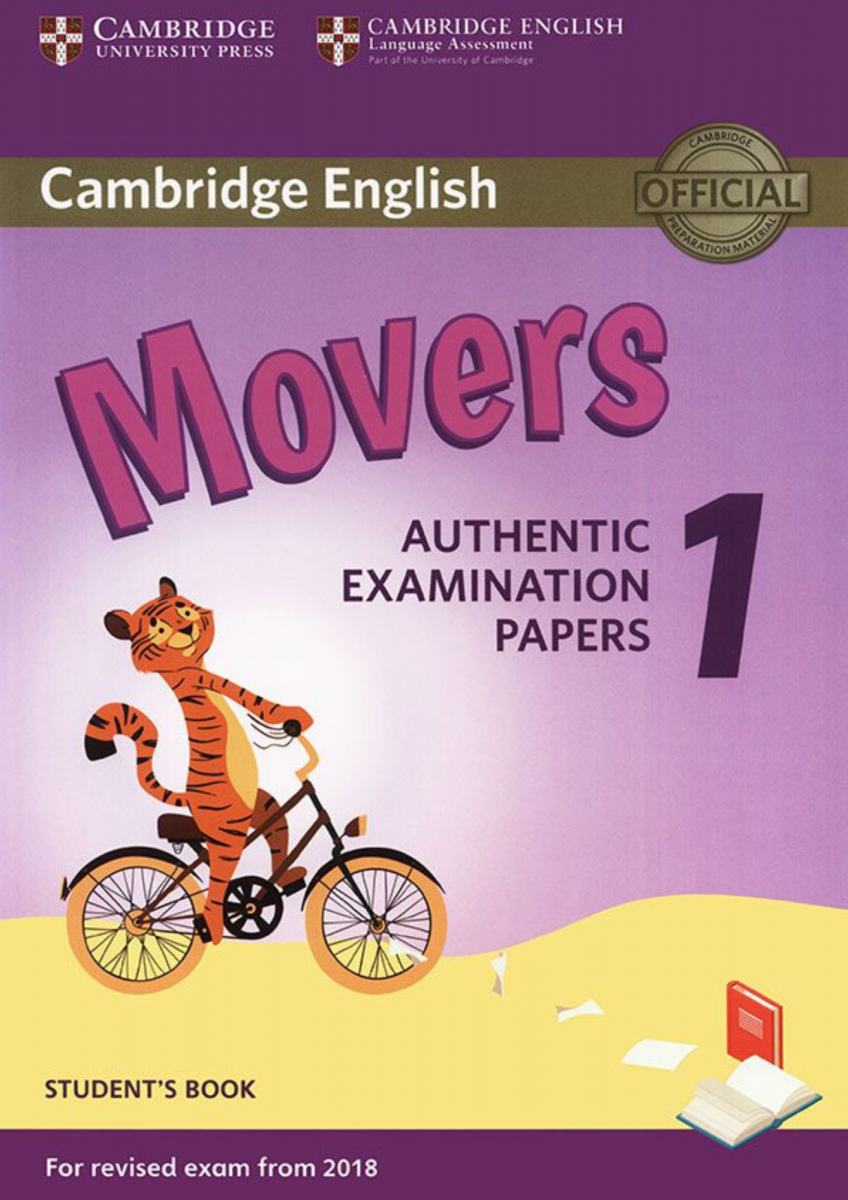 CAMBRIDGE
UNIVERSITY PRESS
CAMBRIDGE ENGLISH
Language Assessment
Part of the University of Cambridge
Cambridge English
CAMBRIDGE
OFFICIAL
PREPARATION MATERIAL
Movers
AUTHENTIC
EXAMINATION
PAPERS
1
STUDENT'S BOOK
For revised exam from 2018